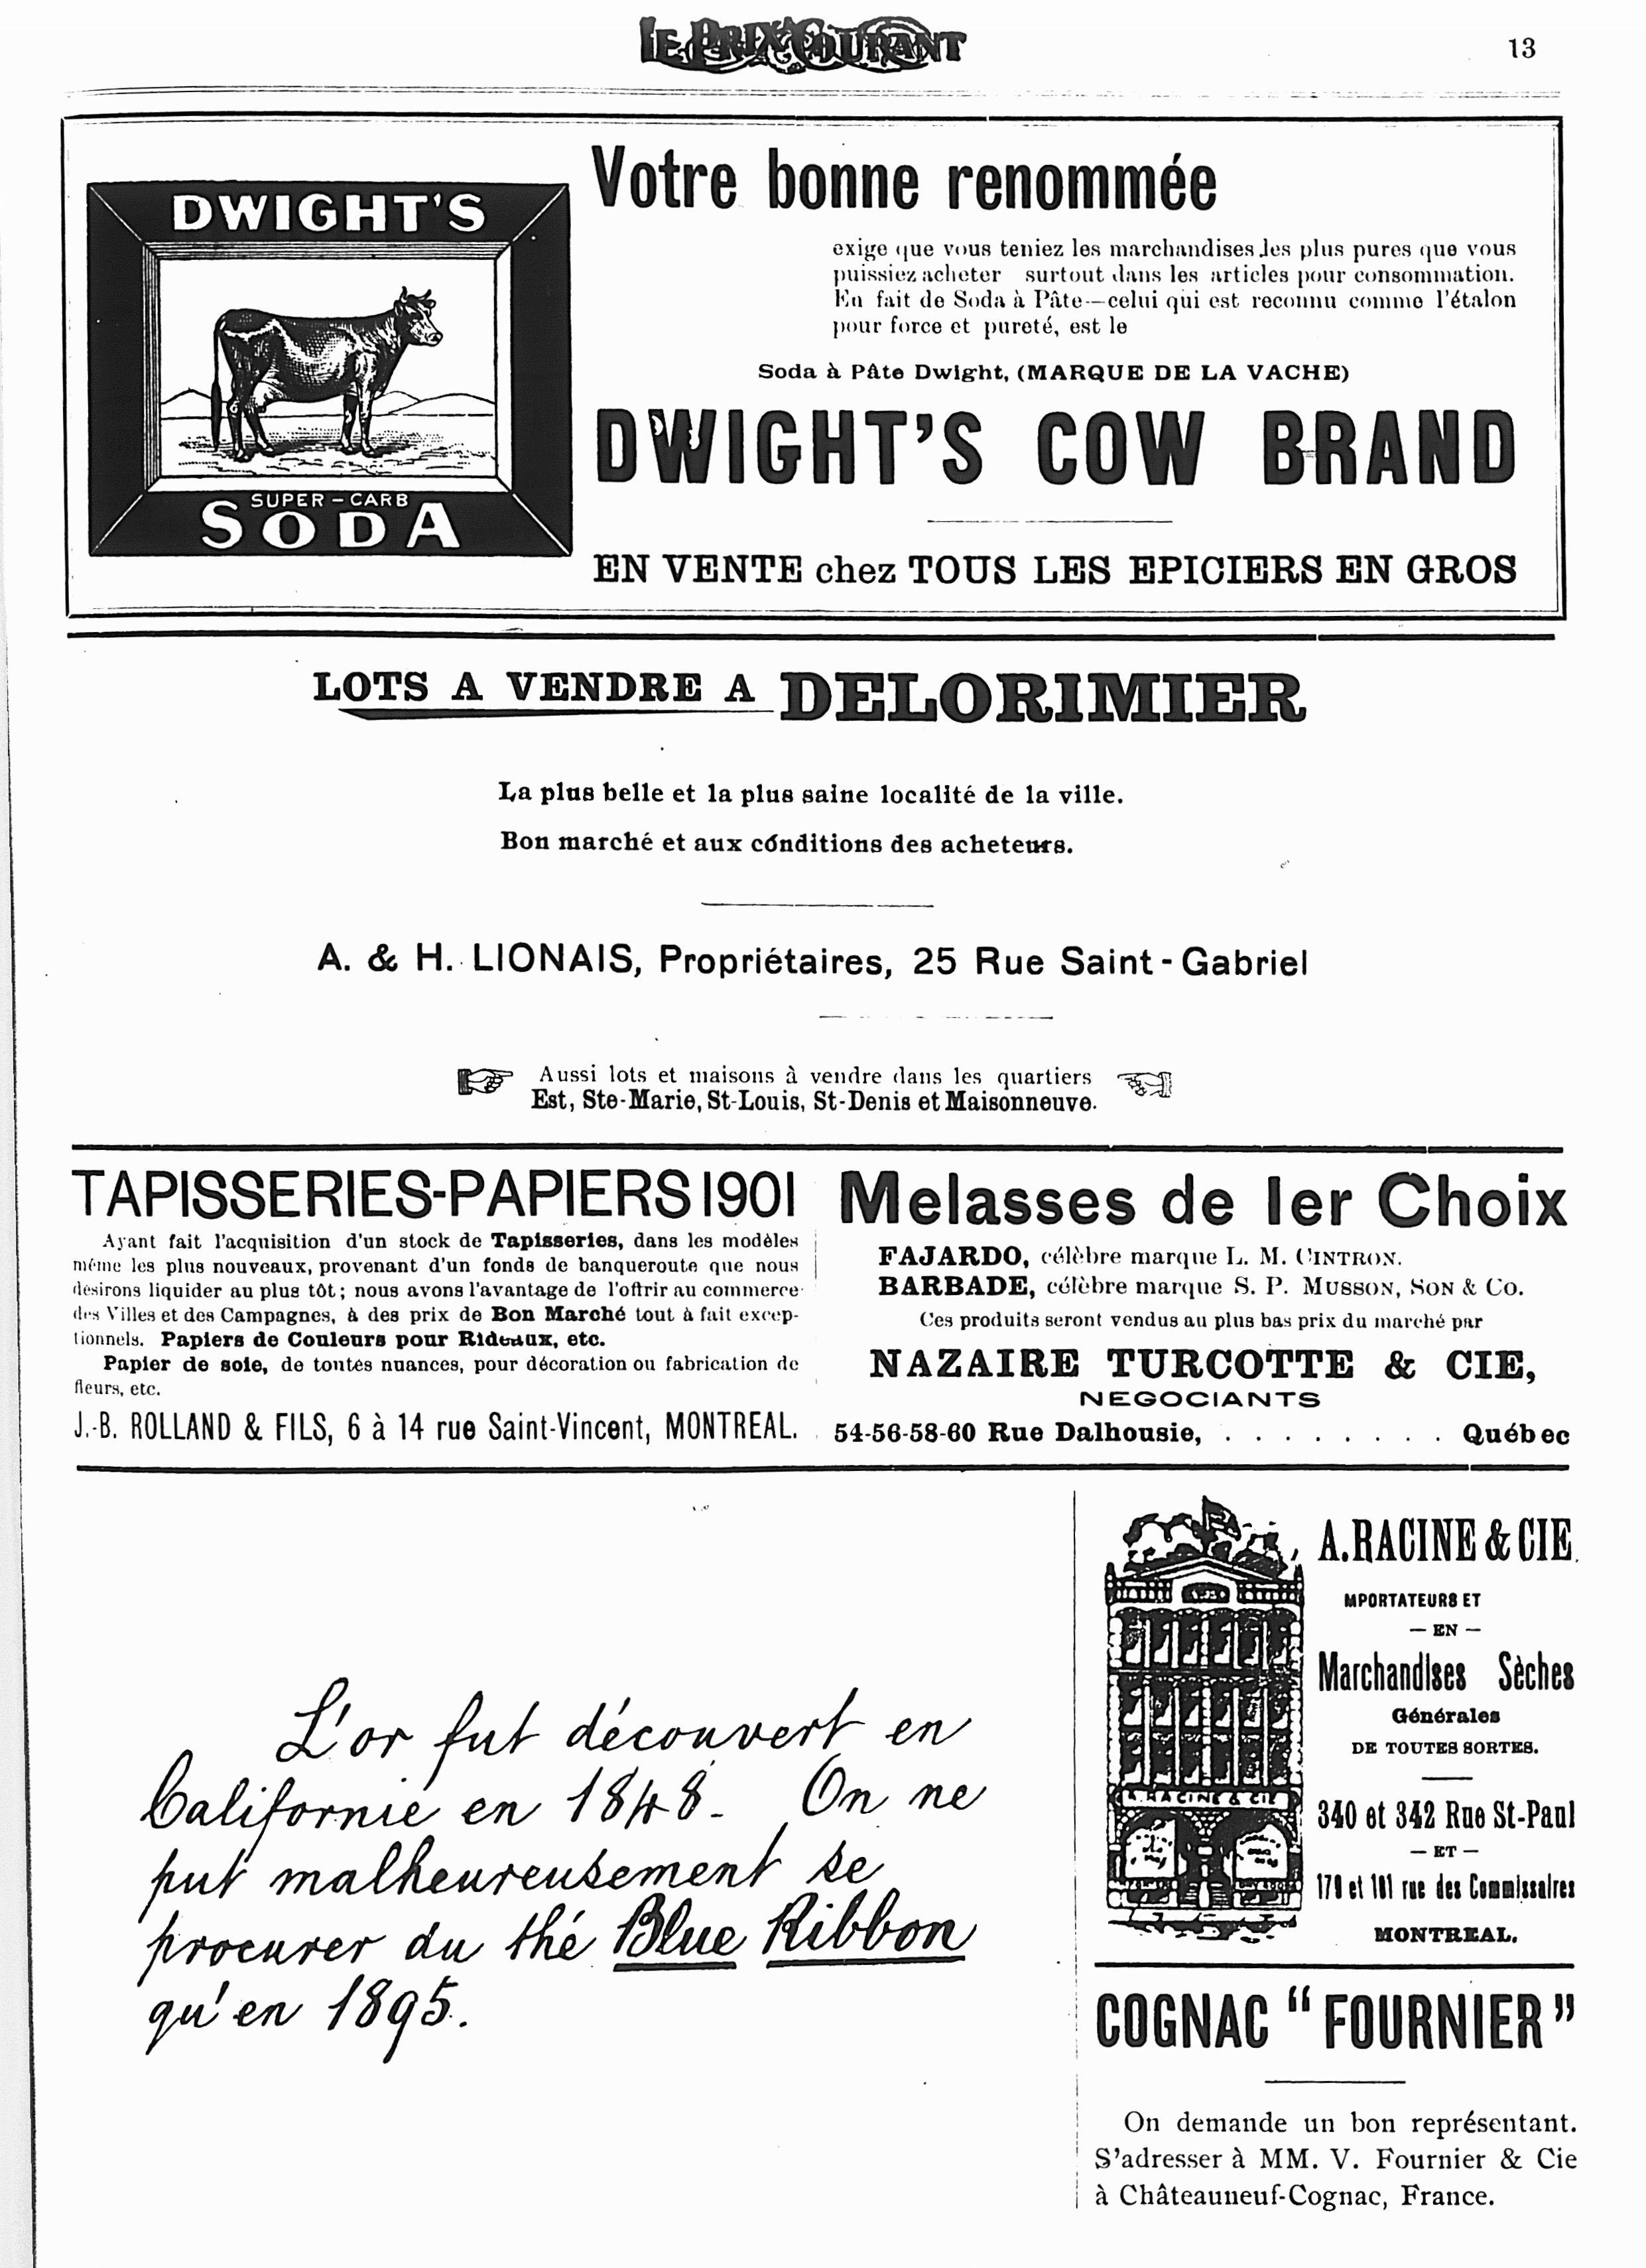 LE PRIX COURANT
13
DWIGHT'S
SUPER-CARB
SODA
Votre bonne renommée
exige que vous teniez les marchandises les plus pures que vous
puissiez acheter surtout dans les articles pour consommation.
En fait de Soda à Pâte—celui qui est reconnu comme l'étalon
pour force et pureté, est le
Soda à Pâte Dwight, (MARQUE DE LA VACHE)
DWIGHT'S COW BRAND
EN VENTE chez TOUS LES EPICIERS EN GROS
LOTS A VENDRE A DELORIMIER
La plus belle et la plus saine localité de la ville.
Bon marché et aux conditions des acheteurs.
A. & H. LIONAIS, Propriétaires, 25 Rue Saint-Gabriel
Aussi lots et maisons à vendre dans les quartiers
Est, Ste-Marie, St-Louis, St-Denis et Maisonneuve.
TAPISSERIES-PAPIERS 1901
Ayant fait l'acquisition d'un stock de Tapisseries, dans les modèles
même les plus nouveaux, provenant d'un fonds de banqueroute que nous
désirons liquider au plus tôt; nous avons l'avantage de l'offrir au commerce
des Villes et des Campagnes, à des prix de Bon Marché tout à fait excep-
tionnels. Papiers de Couleurs pour Rideaux, etc.
Papier de soie, de toutes nuances, pour décoration ou fabrication de
fleurs, etc.
J.-B. ROLLAND & FILS, 6 à 14 rue Saint-Vincent, MONTREAL.
Melasses de Ier Choix
FAJARDO, célèbre marque L. M. CINTRON.
BARBADE, célèbre marque S. P. MUSSON, SON & CO.
Ces produits seront vendus au plus bas prix du marché par
NAZAIRE TURCOTTE & CIE,
NEGOCIANTS
54-56-58-60 Rue Dalhousie, . . . . . . . . Québec
L'or fut découvert en
Californie en 1848. On ne
put malheureusement se
procurer du thé Blue Ribbon
qu'en 1895.
A. RACINE & CIE
A. RACINE & CIE.
MPORTATEURS ET
— EN —
Marchandises Sèches
Générales
DE TOUTES SORTES.
340 et 342 Rue St-Paul
— ET —
179 et 181 rue des Commissaires
MONTREAL.
COGNAC "FOURNIER"
On demande un bon représentant.
S'adresser à MM. V. Fournier & Cie
à Châteauneuf-Cognac, France.